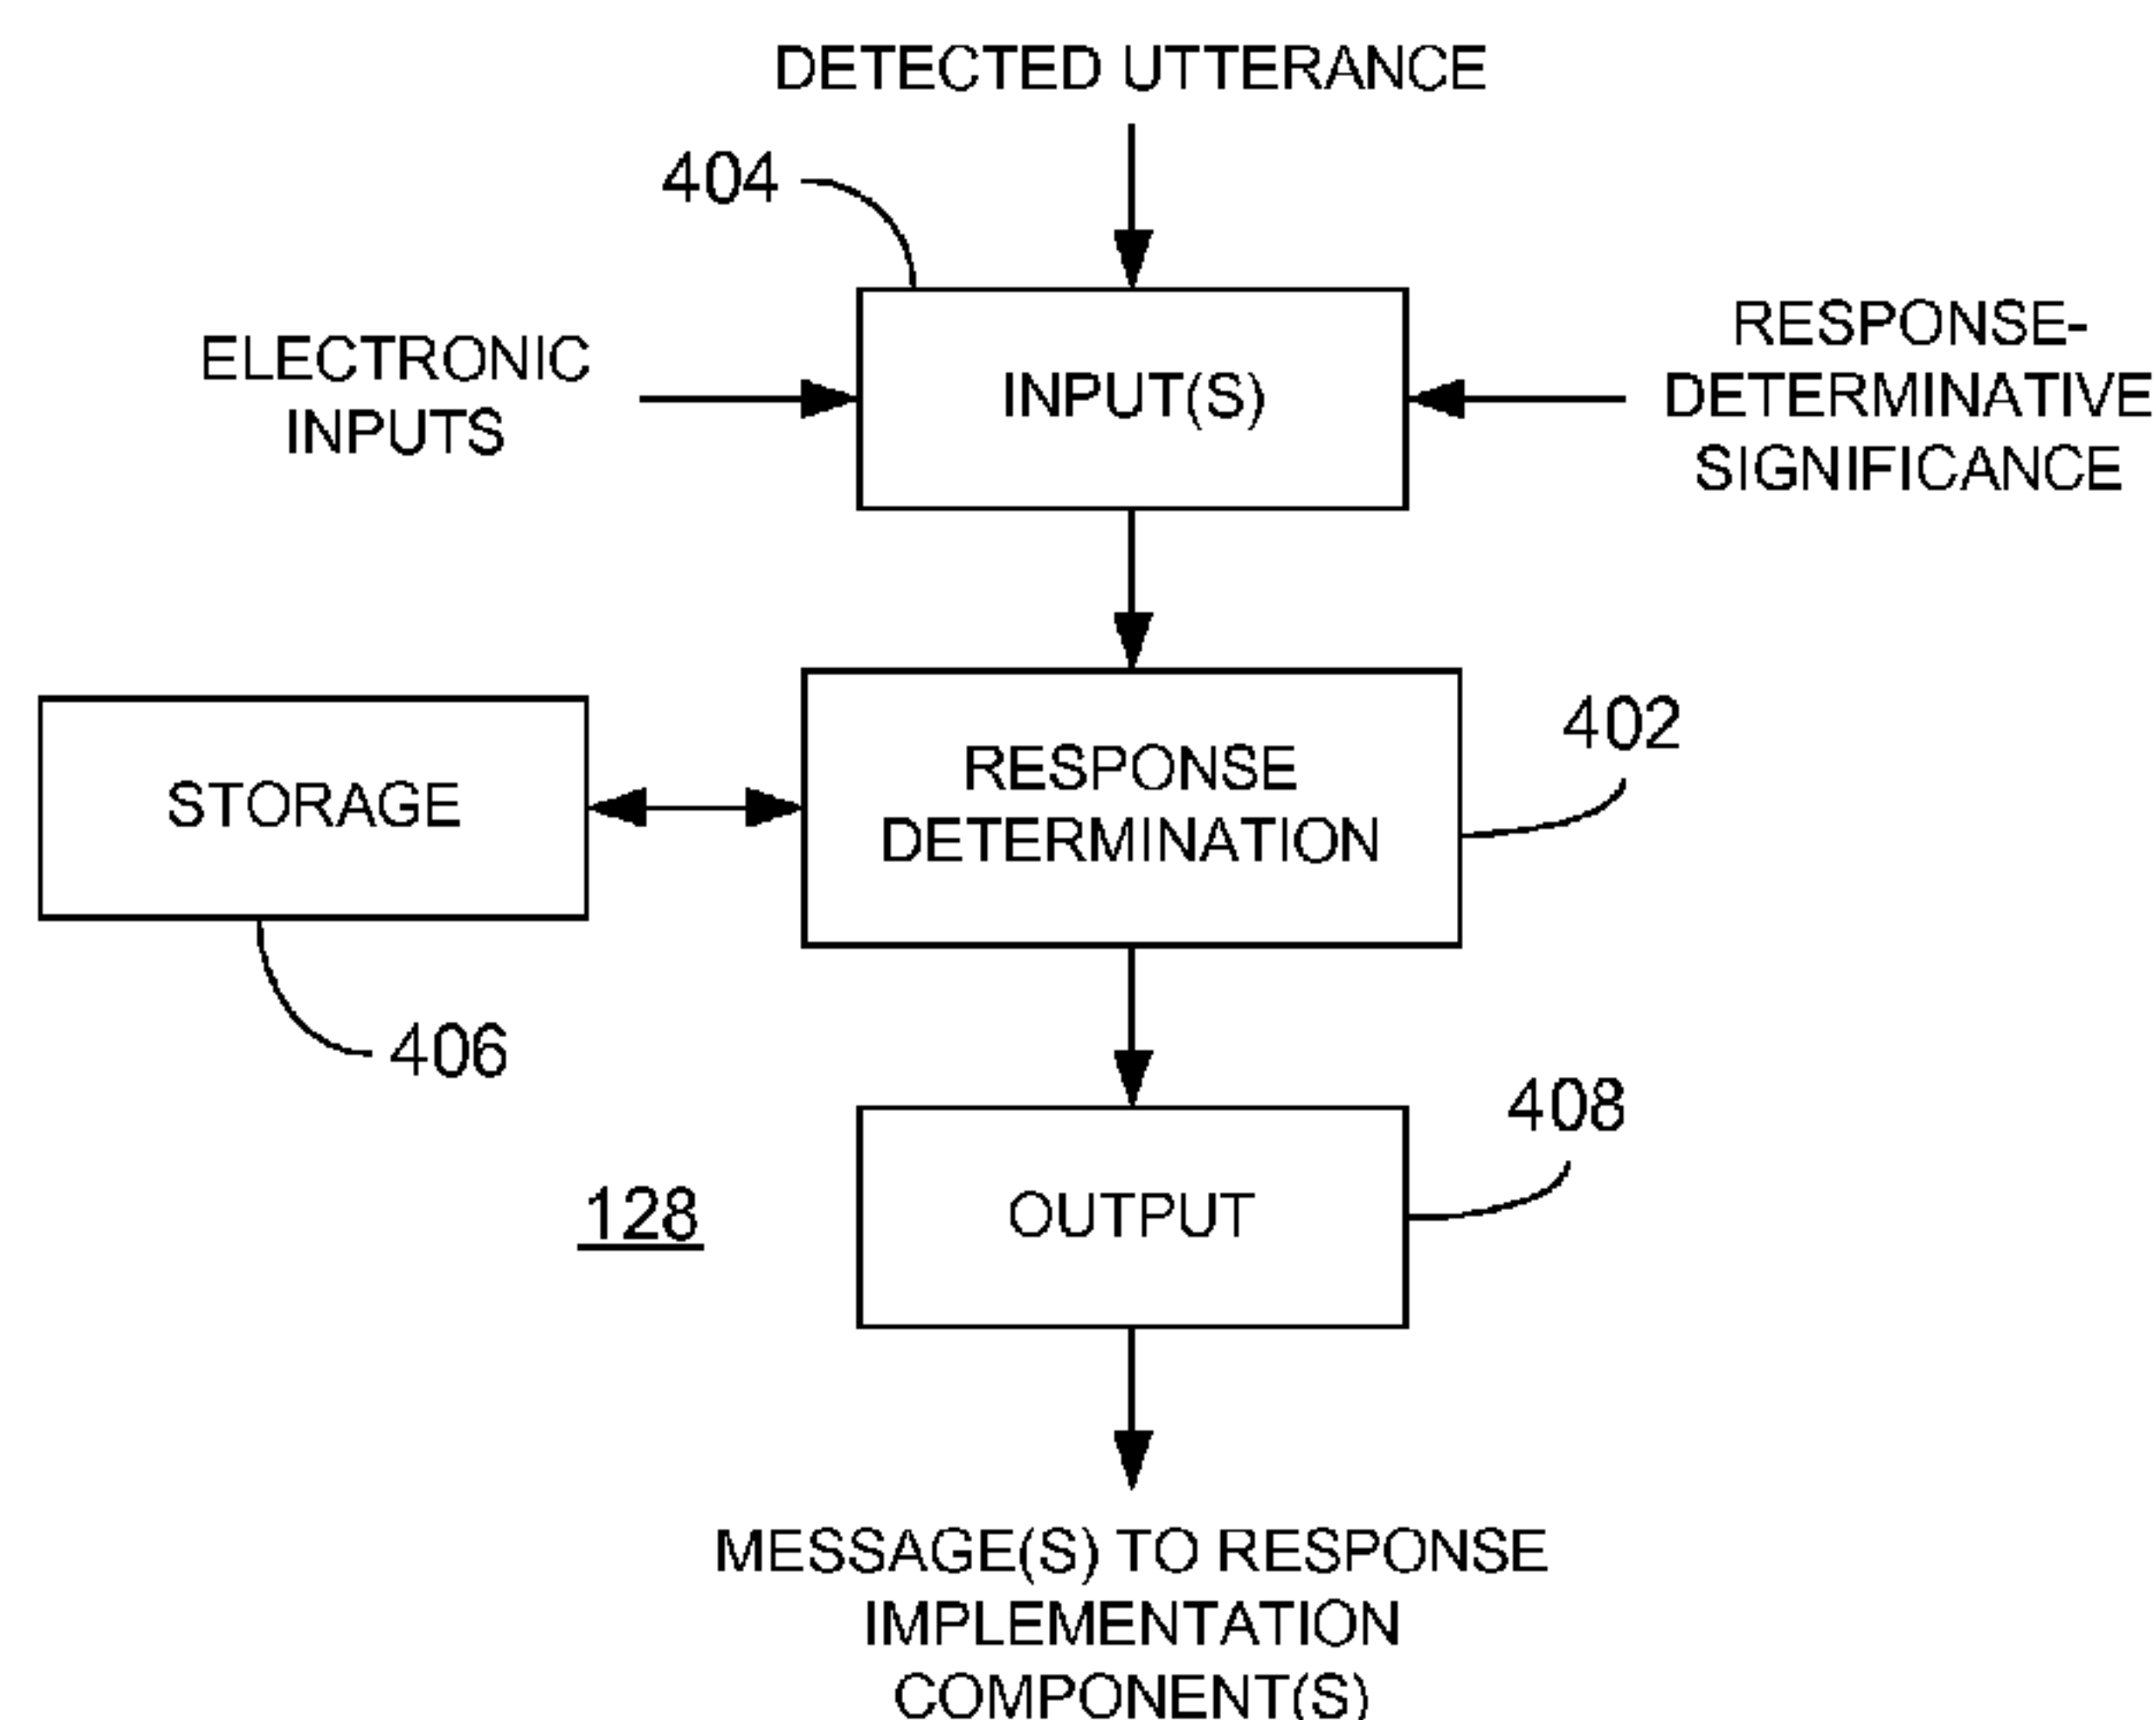 DETECTED UTTERANCE
404
ELECTRONIC
INPUTS
INPUT(S)
RESPONSE-
DETERMINATIVE
SIGNIFICANCE
STORAGE
RESPONSE
DETERMINATION
402
406
408
128
OUTPUT
MESSAGE(S) TO RESPONSE
IMPLEMENTATION
COMPONENT(S)